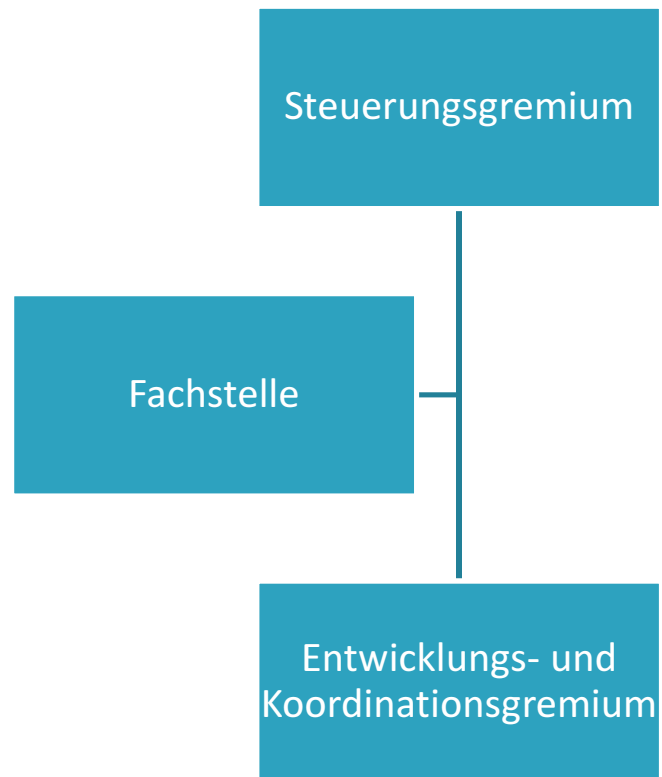 Steuerungsgremium
Fachstelle
Entwicklungs- und
Koordinationsgremium